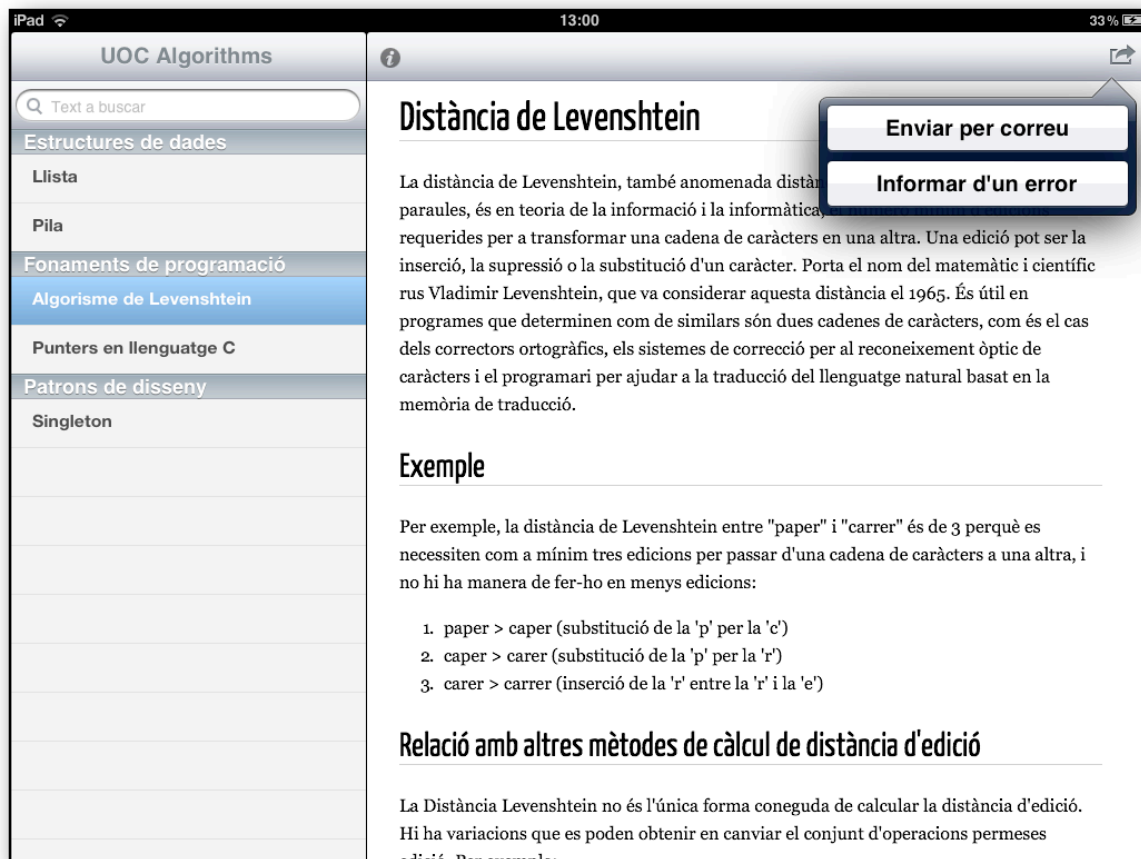 iPad
13:00
33%
UOC Algorithms
Text a buscar
Estructures de dades
Llista
Pila
Fonaments de programació
Algorisme de Levenshtein
Punters en llenguatge C
Patrons de disseny
Singleton
Enviar per correu
Informar d'un error
Distància de Levenshtein
La distància de Levenshtein, també anomenada
paraules, és en teoria de la informació i la informàtica,
requerides per a transformar una cadena de caràcters en una altra. Una edició pot ser la
inserció, la supressió o la substitució d'un caràcter. Porta el nom del matemàtic i científic
rus Vladimir Levenshtein, que va considerar aquesta distància el 1965. És útil en
programes que determinen com de similars són dues cadenes de caràcters, com és el cas
dels correctors ortogràfics, els sistemes de correcció per al reconeixement òptic de
caràcters i el programari per ajudar a la traducció del llenguatge natural basat en la
memòria de traducció.
Exemple
Per exemple, la distància de Levenshtein entre "paper" i "carrer" és de 3 perquè es
necessiten com a mínim tres edicions per passar d'una cadena de caràcters a una altra, i
no hi ha manera de fer-ho en menys edicions:
1. paper > caper (substitució de la 'p' per la 'c')
2. caper > carer (substitució de la 'p' per la 'r')
3. carer > carrer (inserció de la 'r' entre la 'r' i la 'e')
Relació amb altres mètodes de càlcul de distància d'edició
La Distància Levenshtein no és l'única forma coneguda de calcular la distància d'edició.
Hi ha variacions que es poden obtenir en canviar el conjunt d'operacions permeses
edició. Per exemple: